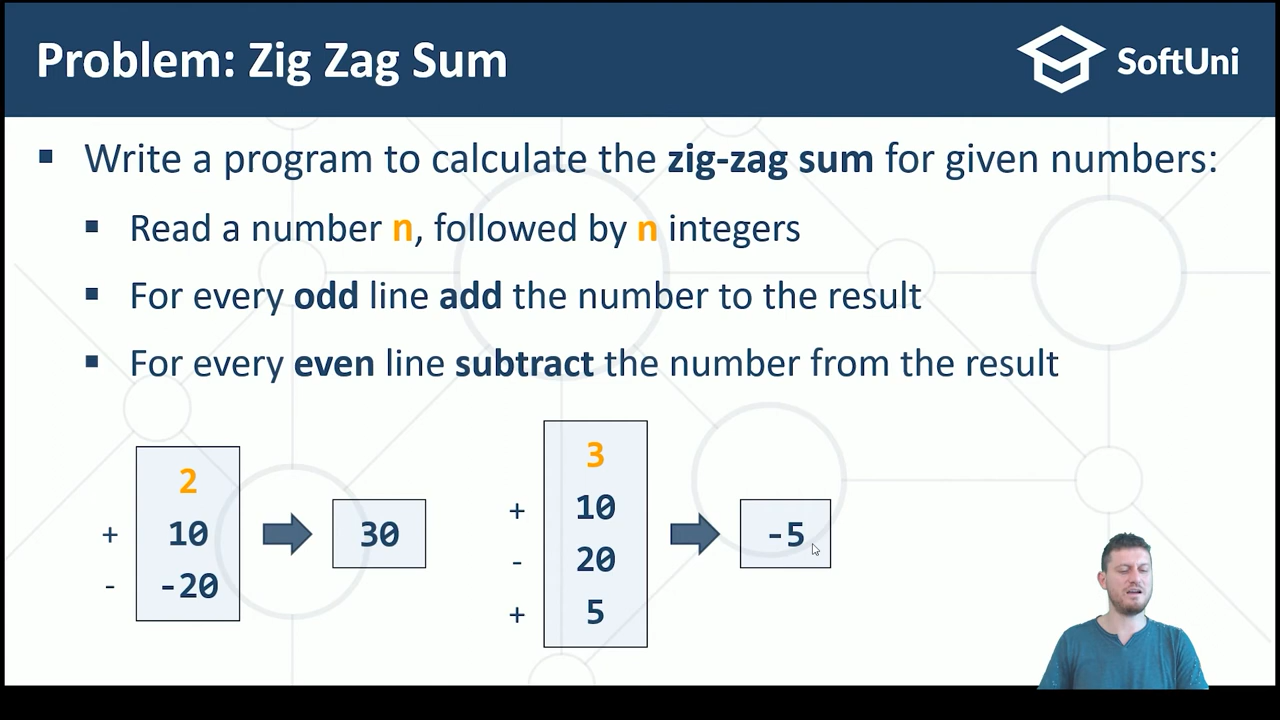 Problem: Zig Zag Sum
SoftUni
▪ Write a program to calculate the zig-zag sum for given numbers:
▪ Read a number n, followed by n integers
▪ For every odd line add the number to the result
▪ For every even line subtract the number from the result
2
+ 10
- -20
30
3
+ 10
- 20
+ 5
-5